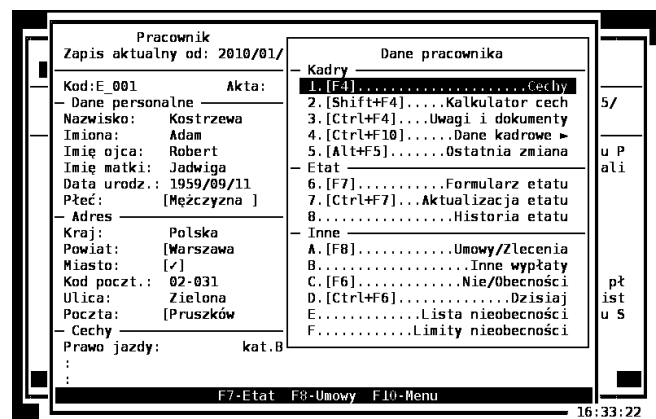 Pracownik
Zapis aktualny od: 2010/01/
Kod:E_001 Akta:
Dane personalne
Nazwisko: Kostrzewa
Imiona: Adam
Imię ojca: Robert
Imię matki: Jadwiga
Data urodz.: 1959/09/11
Płeć: [Mężczyzna ]
Adres
Kraj: Polska
Powiat: [Warszawa
Miasto: [✓]
Kod poczt.: 02-031
Ulica: Zielona
Poczta: [Pruszków
Cechy
Prawo jazdy: kat.B
:
:
Dane pracownika
Kadry
1.[F4]......................Cechy
2.[Shift+F4].....Kalkulator cech
3.[Ctrl+F4]....Uwagi i dokumenty
4.[Ctrl+F10]......Dane kadrowe ►
5.[Alt+F5].......Ostatnia zmiana
Etat
6.[F7]...........Formularz etatu
7.[Ctrl+F7]...Aktualizacja etatu
8.................Historia etatu
Inne
A.[F8]............Umowy/Zlecenia
B...................Inne wypłaty
C.[F6].............Nie/Obecności
D.[Ctrl+F6]..............Dzisiaj
E.............Lista nieobecności
F............Limity nieobecności
5/
u P
ali
pł
ist
u S
F7-Etat F8-Umowy F10-Menu
16:33:22